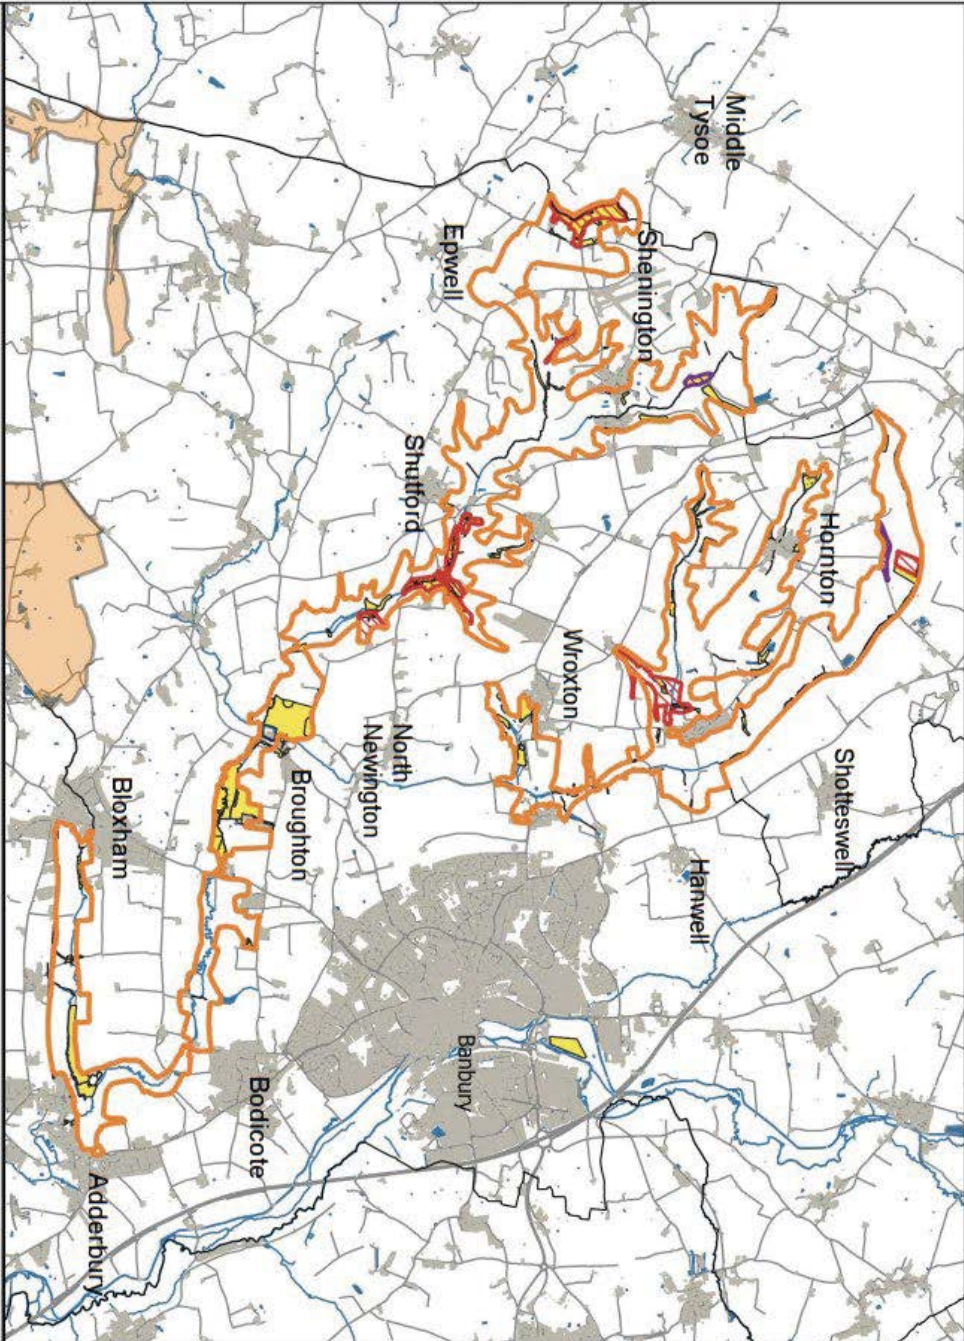 Shotteswell
Hornton
Middle
Tysoe
Hanwell
Shenington
Wroxton
Banbury
Epwell
Shutford
North
Newington
Broughton
Bodicote
Bloxham
Adderbury